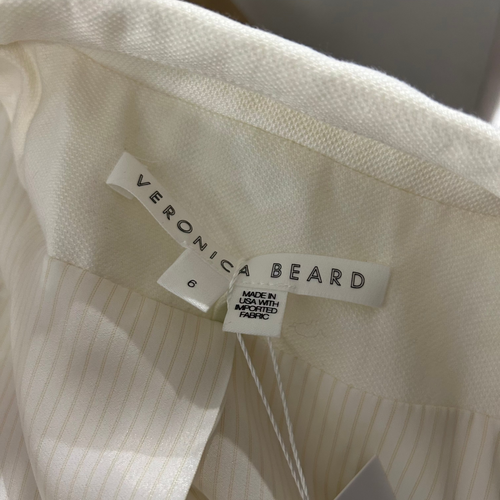 VERONICA BEARD
6
MADE IN
USA WITH
IMPORTED
FABRIC